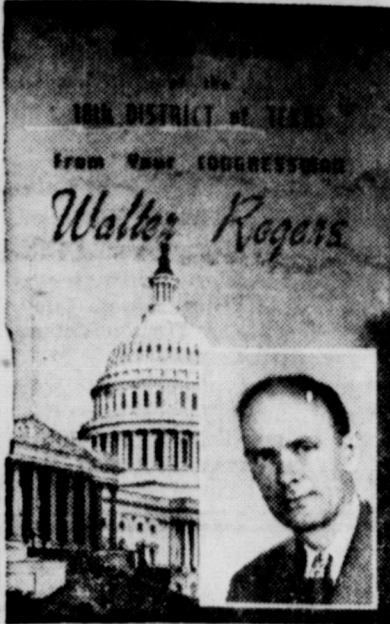 of the
18th DISTRICT of TEXAS
From Your CONGRESSMAN
Walter Rogers